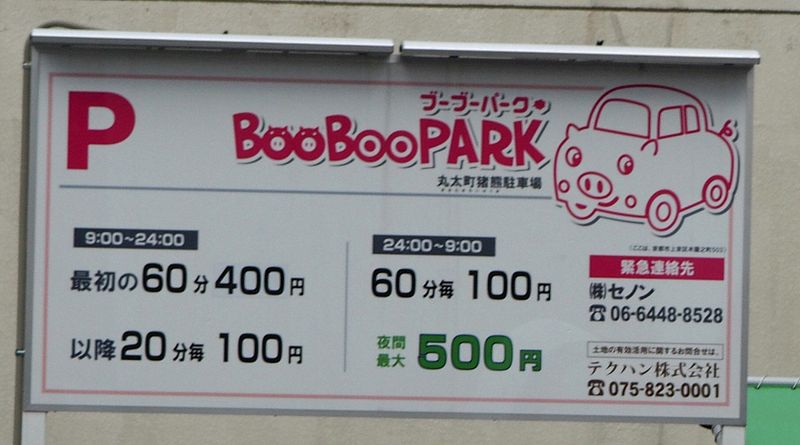 P
ブーブーパーク
BOOBOOPARK
丸太町猪熊駐車場
9:00~24:00
最初の60分400円
以降20分毎100円
24:00~9:00
60分毎100円
夜間最大500円
緊急連絡先
㈱セノン
☎06-6448-8528
土地の有効活用に関するお問合せは、
テクハン株式会社
☎075-823-0001